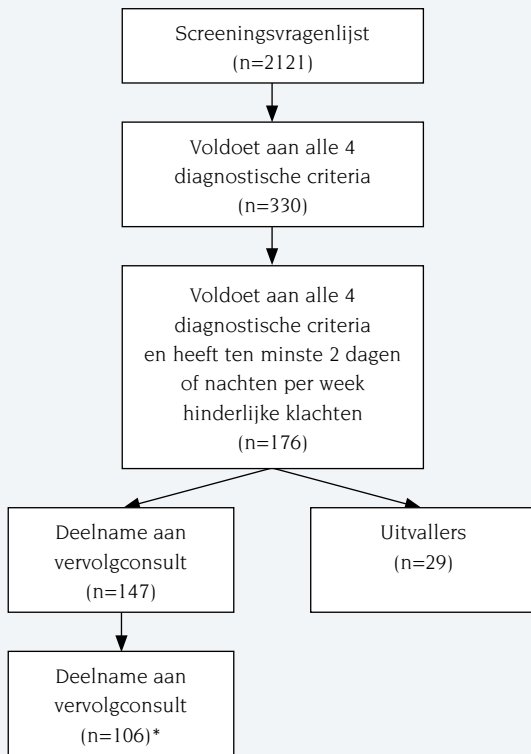 Screeningsvragenlijst
(n=2121)
Voldoet aan alle 4
diagnostische criteria
(n=330)
Voldoet aan alle 4
diagnostische criteria
en heeft ten minste 2 dagen
of nachten per week
hinderlijke klachten
(n=176)
Deelname aan
vervolgconsult
(n=147)
Uitvallers
(n=29)
Deelname aan
vervolgconsult
(n=106)*